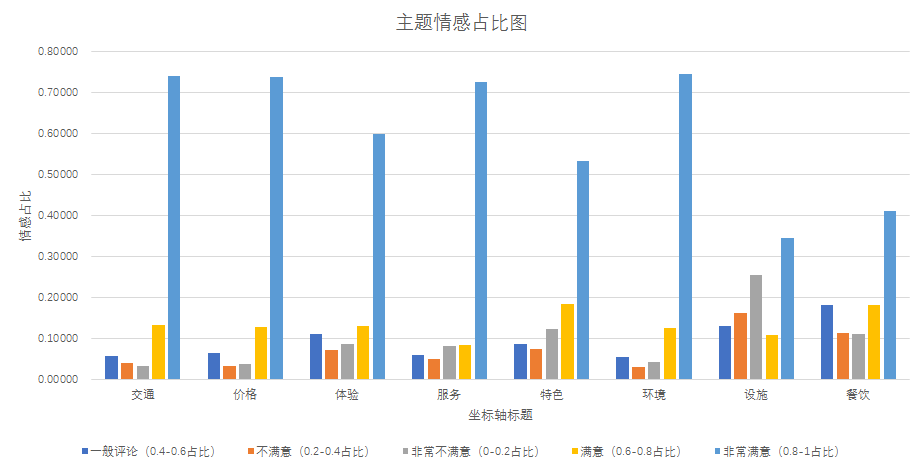 主题情感占比图
0.80000
0.70000
0.60000
0.50000
0.40000
0.30000
0.20000
0.10000
0.00000
情感占比
交通 价格 体验 服务 特色 环境 设施 餐饮
坐标轴标题
一般评论（0.4-0.6占比） 不满意（0.2-0.4占比） 非常不满意（0-0.2占比） 满意（0.6-0.8占比） 非常满意（0.8-1占比）